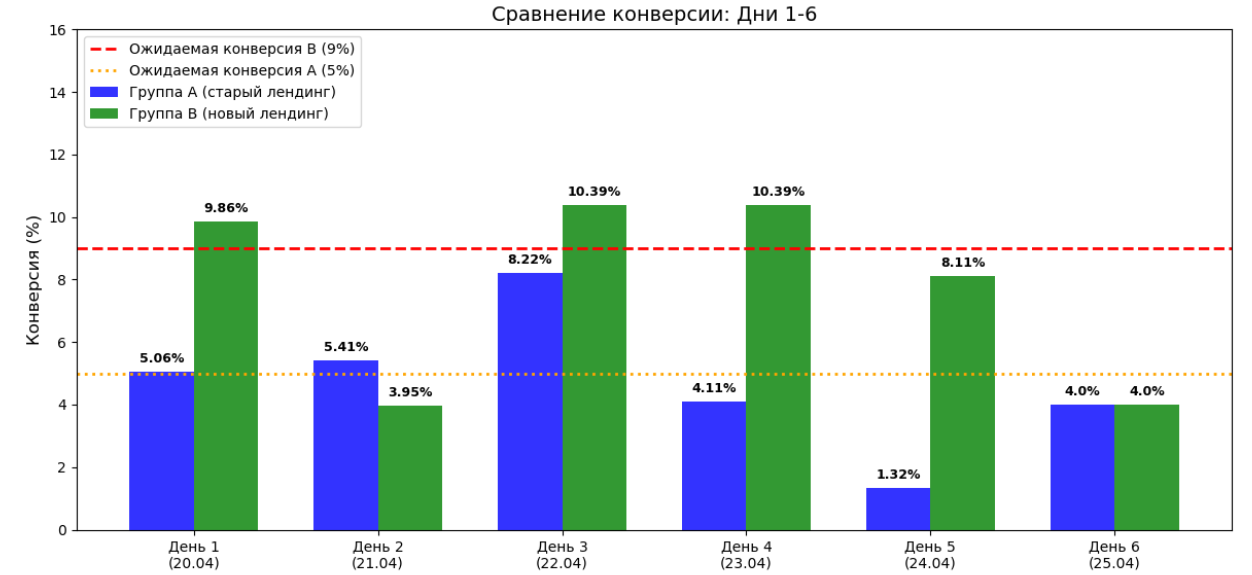 Сравнение конверсии: Дни 1-6
Конверсия (%)
16
14
12
10
8
6
4
2
0
Ожидаемая конверсия B (9%)
Ожидаемая конверсия A (5%)
Группа A (старый лендинг)
Группа B (новый лендинг)
5.06%
9.86%
5.41%
3.95%
8.22%
10.39%
4.11%
10.39%
1.32%
8.11%
4.0%
4.0%
День 1
(20.04)
День 2
(21.04)
День 3
(22.04)
День 4
(23.04)
День 5
(24.04)
День 6
(25.04)